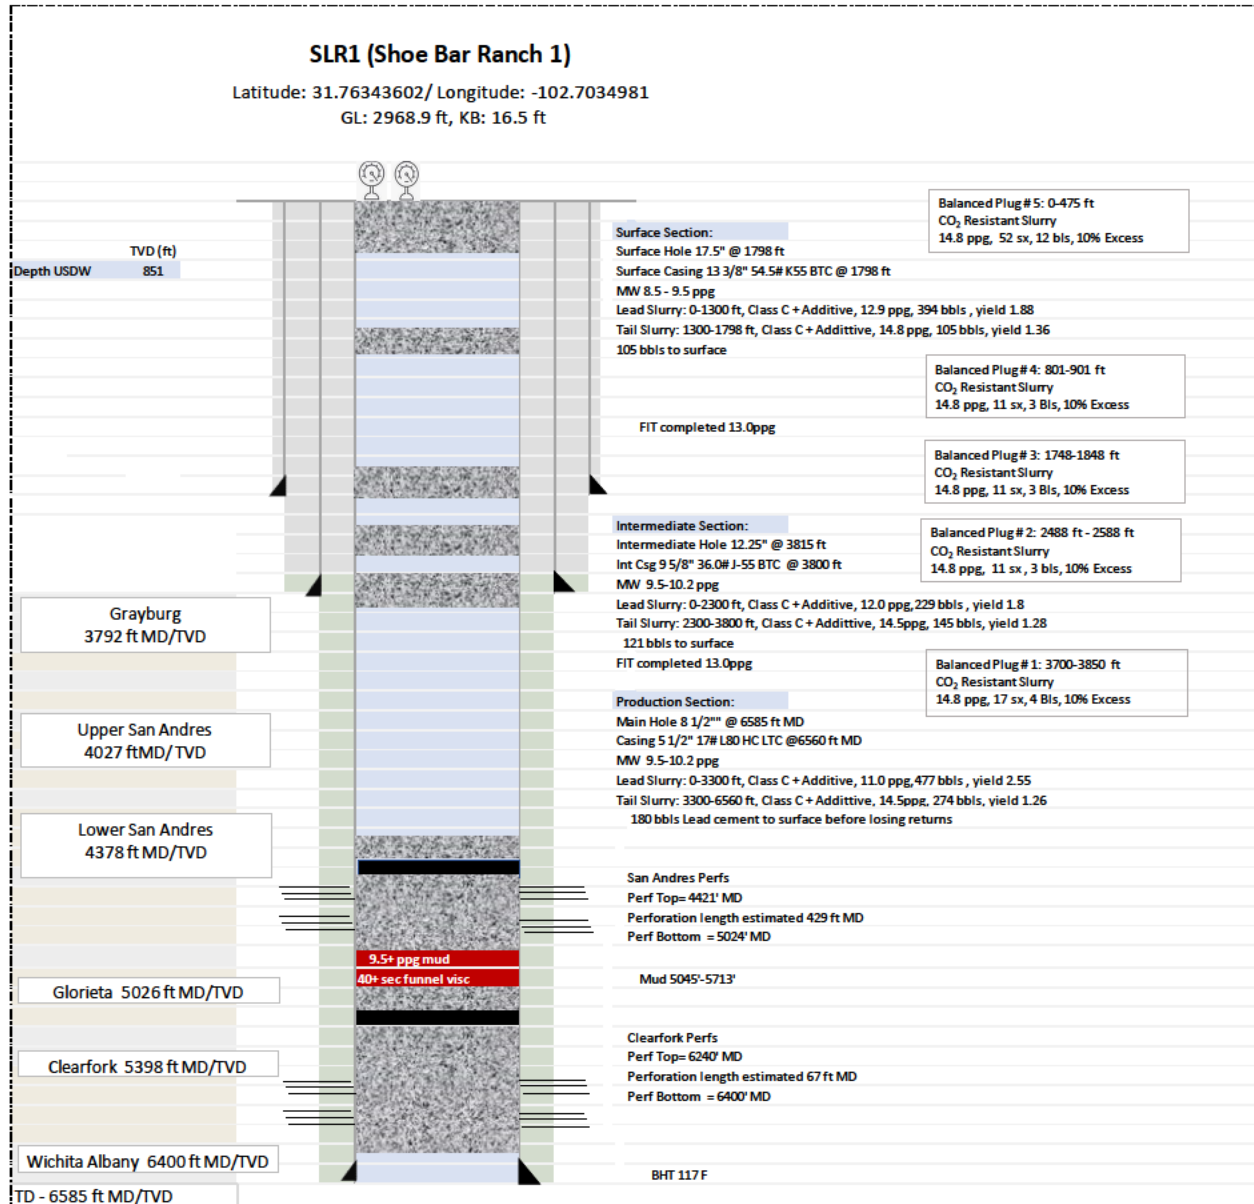 SLR1 (Shoe Bar Ranch 1)
Latitude: 31.76343602/ Longitude: -102.7034981
GL: 2968.9 ft, KB: 16.5 ft
TVD (ft)
Depth USDW 851
Surface Section:
Surface Hole 17.5" @ 1798 ft
Surface Casing 13 3/8" 54.5# K55 BTC @ 1798 ft
MW 8.5 - 9.5 ppg
Lead Slurry: 0-1300 ft, Class C + Additive, 12.9 ppg, 394 bbls , yield 1.88
Tail Slurry: 1300-1798 ft, Class C + Addittive, 14.8 ppg, 105 bbls, yield 1.36
105 bbls to surface
FIT completed 13.0ppg
Balanced Plug # 5: 0-475 ft
CO₂ Resistant Slurry
14.8 ppg, 52 sx, 12 bls, 10% Excess
Balanced Plug # 4: 801-901 ft
CO₂ Resistant Slurry
14.8 ppg, 11 sx, 3 Bls, 10% Excess
Balanced Plug # 3: 1748-1848 ft
CO₂ Resistant Slurry
14.8 ppg, 11 sx, 3 Bls, 10% Excess
Intermediate Section:
Intermediate Hole 12.25" @ 3815 ft
Int Csg 9 5/8" 36.0# J-55 BTC @ 3800 ft
MW 9.5-10.2 ppg
Lead Slurry: 0-2300 ft, Class C + Additive, 12.0 ppg, 229 bbls , yield 1.8
Tail Slurry: 2300-3800 ft, Class C + Additive, 14.5ppg, 145 bbls, yield 1.28
121 bbls to surface
FIT completed 13.0ppg
Balanced Plug # 2: 2488 ft - 2588 ft
CO₂ Resistant Slurry
14.8 ppg, 11 sx , 3 bls, 10% Excess
Balanced Plug # 1: 3700-3850 ft
CO₂ Resistant Slurry
14.8 ppg, 17 sx, 4 Bls, 10% Excess
Production Section:
Main Hole 8 1/2"" @ 6585 ft MD
Casing 5 1/2" 17# L80 HC LTC @6560 ft MD
MW 9.5-10.2 ppg
Lead Slurry: 0-3300 ft, Class C + Additive, 11.0 ppg, 477 bbls , yield 2.55
Tail Slurry: 3300-6560 ft, Class C + Addittive, 14.5ppg, 274 bbls, yield 1.26
180 bbls Lead cement to surface before losing returns
Grayburg
3792 ft MD/TVD
Upper San Andres
4027 ftMD/ TVD
Lower San Andres
4378 ft MD/TVD
San Andres Perfs
Perf Top= 4421' MD
Perforation length estimated 429 ft MD
Perf Bottom = 5024' MD
9.5+ ppg mud
40+ sec funnel visc
Mud 5045'-5713'
Glorieta 5026 ft MD/TVD
Clearfork Perfs
Perf Top= 6240' MD
Perforation length estimated 67 ft MD
Perf Bottom = 6400' MD
Clearfork 5398 ft MD/TVD
Wichita Albany 6400 ft MD/TVD
BHT 117 F
TD - 6585 ft MD/TVD